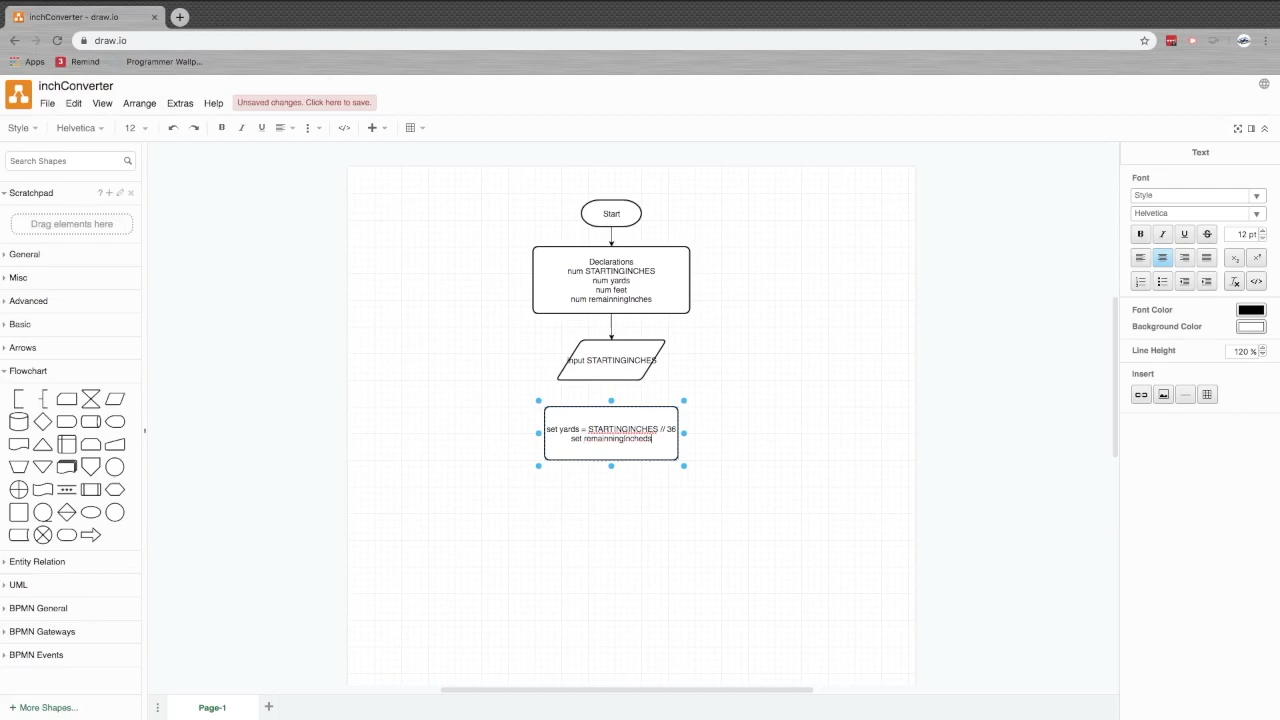 inchConverter - draw.io
draw.io
Apps
3 Remind
Programmer Wallp...
inchConverter
File Edit View Arrange Extras Help
Unsaved changes. Click here to save.
Style Helvetica 12 B I U
Search Shapes
Scratchpad
Drag elements here
General
Misc
Advanced
Basic
Arrows
Flowchart
Entity Relation
UML
BPMN General
BPMN Gateways
BPMN Events
+ More Shapes...
Start
Declarations
num STARTINGINCHES
num yards
num feet
num remainningInches
input STARTINGINCHES
set yards = STARTINGINCHES // 36
set remainningIncheds
Page-1
Text
Font
Style
Helvetica
B I U S 12 pt
Font Color
Background Color
Line Height 120 %
Insert